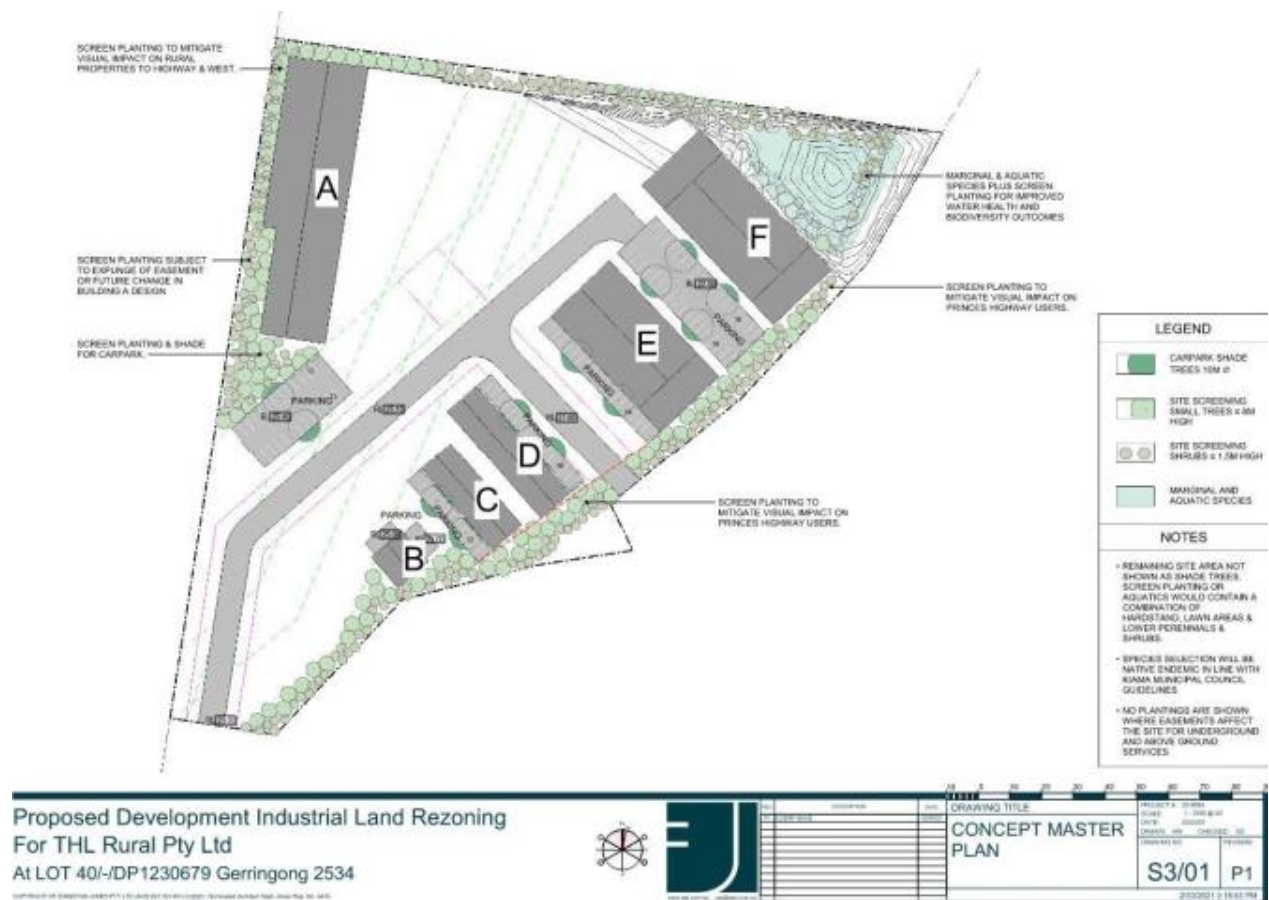 SCREEN PLANTING TO MITIGATE
VISUAL IMPACT ON RURAL
PROPERTIES TO HIGHWAY & WEST.
A
MARGINAL & AQUATIC
SPECIES PLUS SCREEN
PLANTING FOR IMPROVED
WATER HEALTH AND
BIODIVERSITY OUTCOMES
F
SCREEN PLANTING SUBJECT
TO EXPUNGE OF EASEMENT
OR FUTURE CHANGE IN
BUILDING A DESIGN
SCREEN PLANTING TO
MITIGATE VISUAL IMPACT ON
PRINCES HIGHWAY USERS.
PARKING
E
SCREEN PLANTING & SHADE
FOR CARPARK.
PARKING
PARKING
D
PARKING
C
PARKING
PARKING
B
SCREEN PLANTING TO
MITIGATE VISUAL IMPACT ON
PRINCES HIGHWAY USERS.
LEGEND
CARPARK SHADE
TREES 10M Ø
SITE SCREENING
SMALL TREES ≤ 8M
HIGH
SITE SCREENING
SHRUBS ≤ 1.5M HIGH
MARGINAL AND
AQUATIC SPECIES
NOTES
• REMAINING SITE AREA NOT
SHOWN AS SHADE TREES,
SCREEN PLANTING OR
AQUATICS WOULD CONTAIN A
COMBINATION OF
HARDSTAND, LAWN AREAS &
LOWER PERENNIALS &
SHRUBS.
• SPECIES SELECTION WILL BE
NATIVE ENDEMIC IN LINE WITH
KIAMA MUNICIPAL COUNCIL
GUIDELINES
• NO PLANTINGS ARE SHOWN
WHERE EASEMENTS AFFECT
THE SITE FOR UNDERGROUND
AND ABOVE GROUND
SERVICES
Proposed Development Industrial Land Rezoning
For THL Rural Pty Ltd
At LOT 40/-/DP1230679 Gerringong 2534
DRAWING TITLE
CONCEPT MASTER
PLAN
S3/01
P1